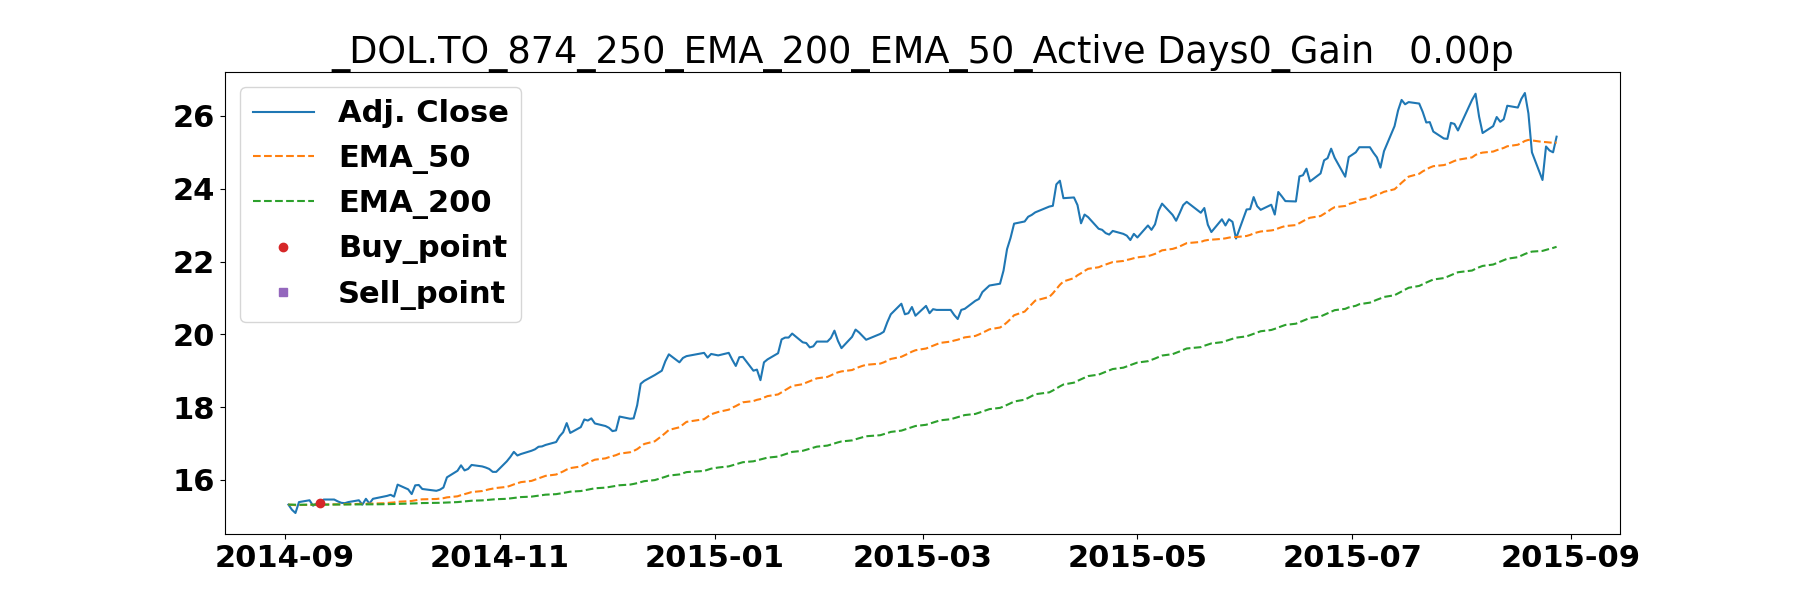 _DOL.TO_874_250_EMA_200_EMA_50_Active Days0_Gain   0.00p
Adj. Close
EMA_50
EMA_200
Buy_point
Sell_point
26
24
22
20
18
16
2014-09 2014-11 2015-01 2015-03 2015-05 2015-07 2015-09